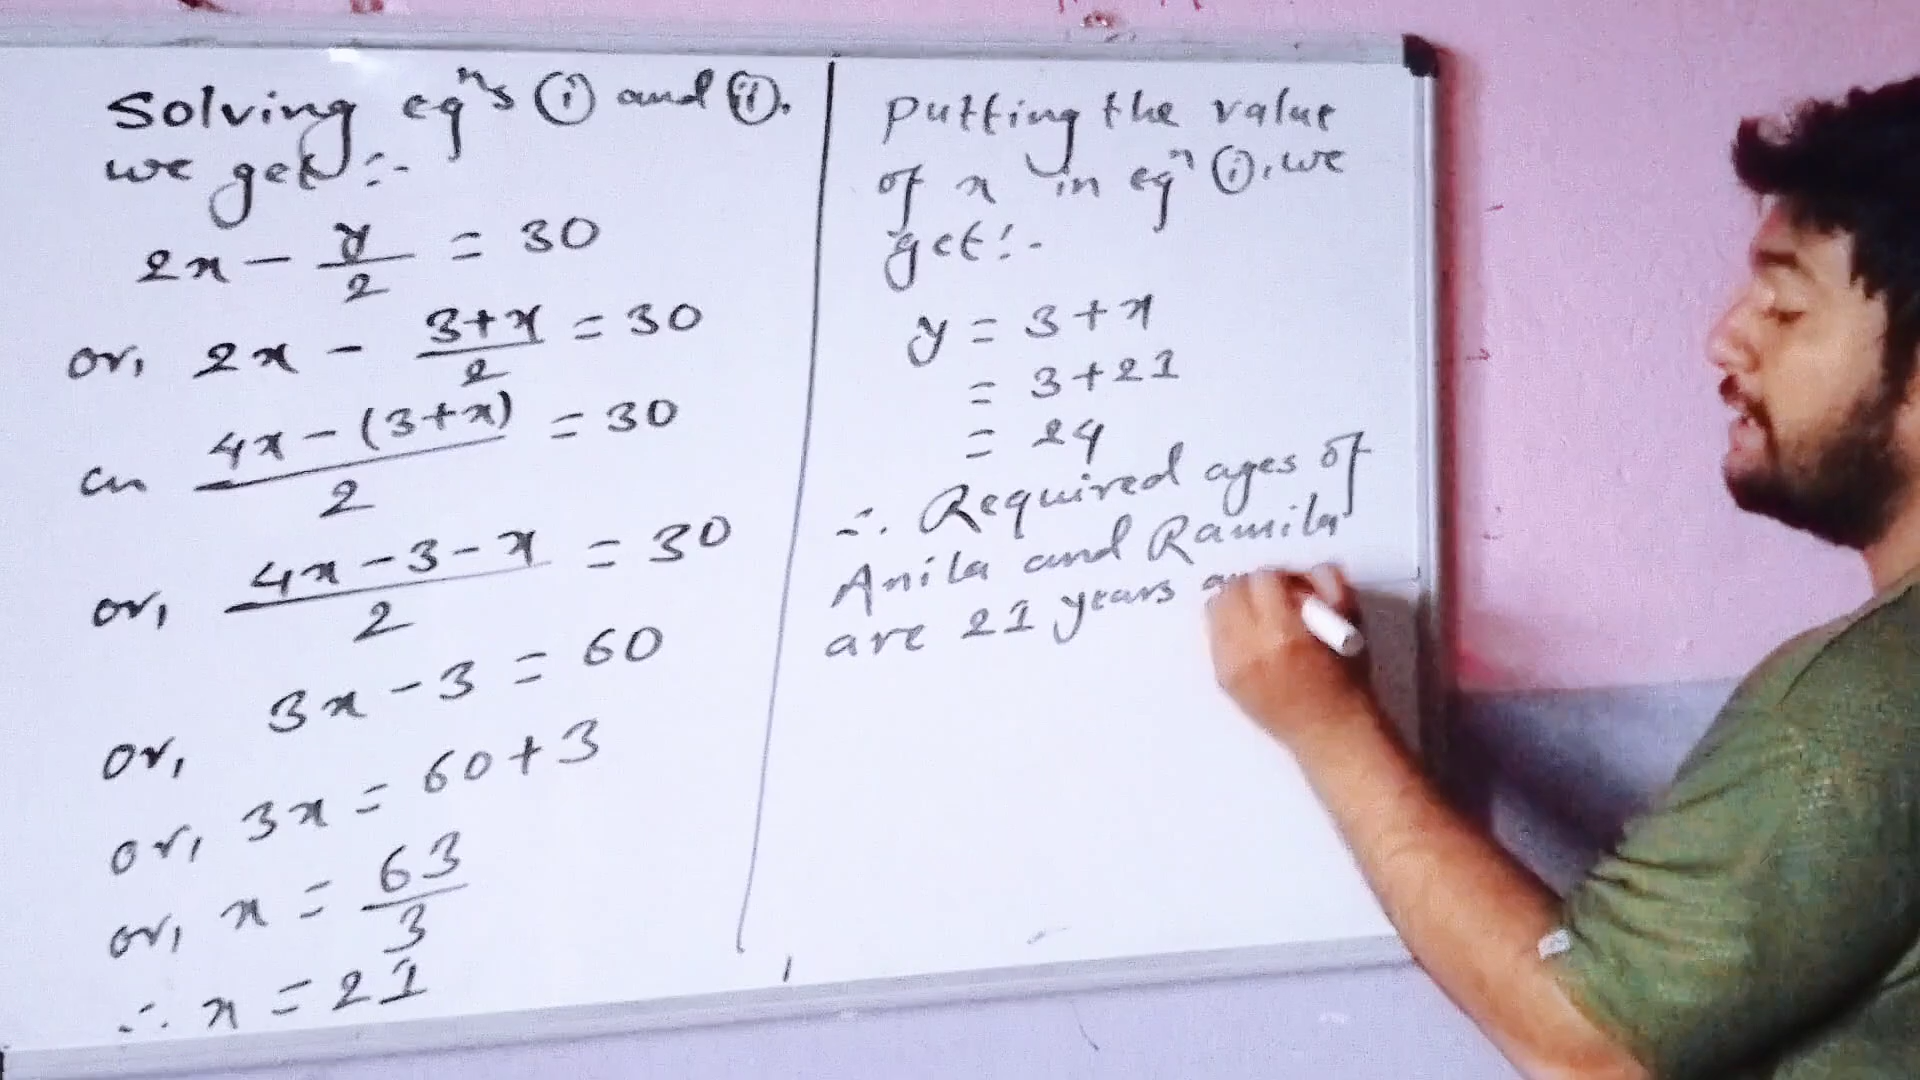 Solving eqⁿs ⓘ and ⓘⓘ.
we get:-
2x - y/2 = 30
or, 2x - (3+x)/2 = 30
or, (4x-(3+x))/2 = 30
or, (4x-3-x)/2 = 30
or, 3x-3 = 60
or, 3x = 60+3
or, x = 63/3
∴ x = 21
Putting the value
of x in eqⁿ ⓘ, we
get:-
y = 3+x
= 3+21
= 24
∴ Required ages of
Anila and Ramila
are 21 years